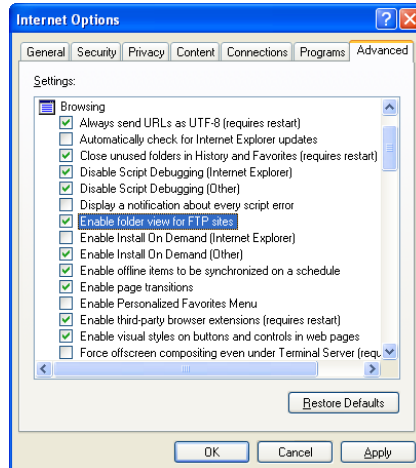 Internet Options
General Security Privacy Content Connections Programs Advanced
Settings:
Browsing
Always send URLs as UTF-8 (requires restart)
Automatically check for Internet Explorer updates
Close unused folders in History and Favorites (requires restart)
Disable Script Debugging (Internet Explorer)
Disable Script Debugging (Other)
Display a notification about every script error
Enable folder view for FTP sites
Enable Install On Demand (Internet Explorer)
Enable Install On Demand (Other)
Enable offline items to be synchronized on a schedule
Enable page transitions
Enable Personalized Favorites Menu
Enable third-party browser extensions (requires restart)
Enable visual styles on buttons and controls in web pages
Force offscreen compositing even under Terminal Server (requ
Restore Defaults
OK Cancel Apply